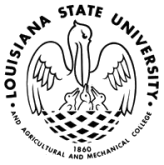 LOUISIANA STATE UNIVERSITY
AND AGRICULTURAL AND MECHANICAL COLLEGE
1860